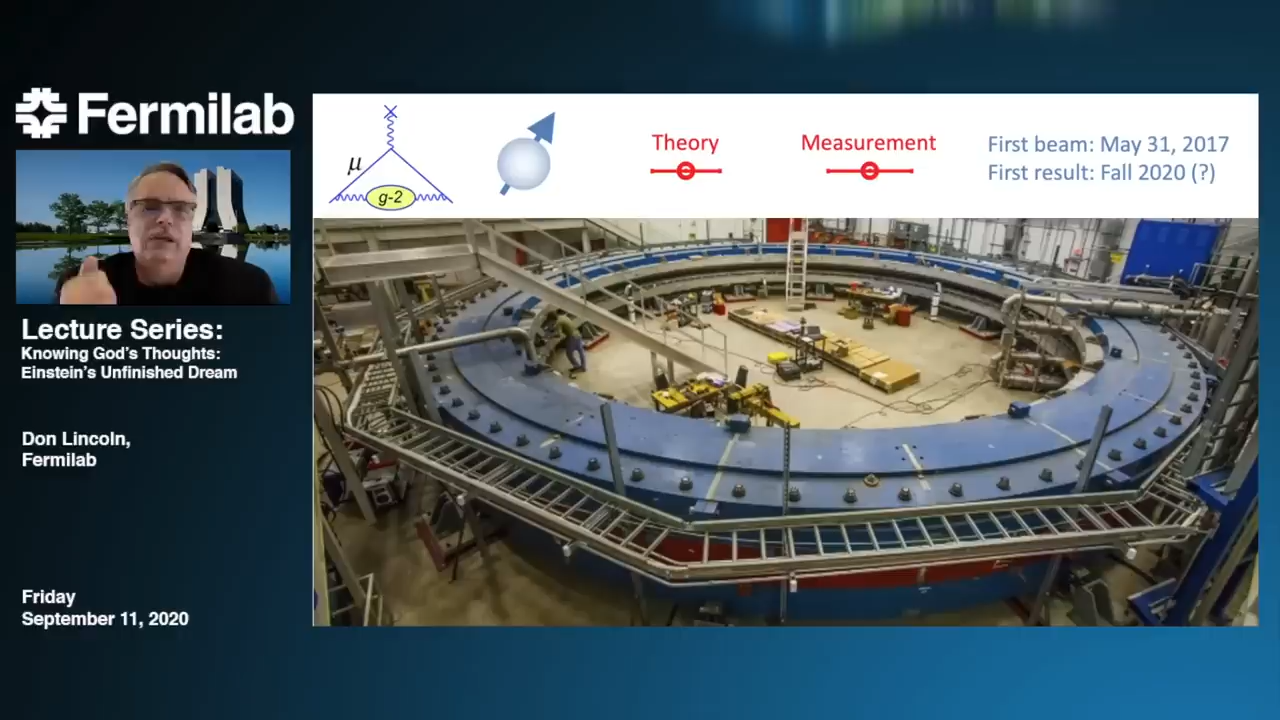 Fermilab
Lecture Series:
Knowing God's Thoughts:
Einstein's Unfinished Dream
Don Lincoln,
Fermilab
Friday
September 11, 2020
μ
g-2
Theory
Measurement
First beam: May 31, 2017
First result: Fall 2020 (?)